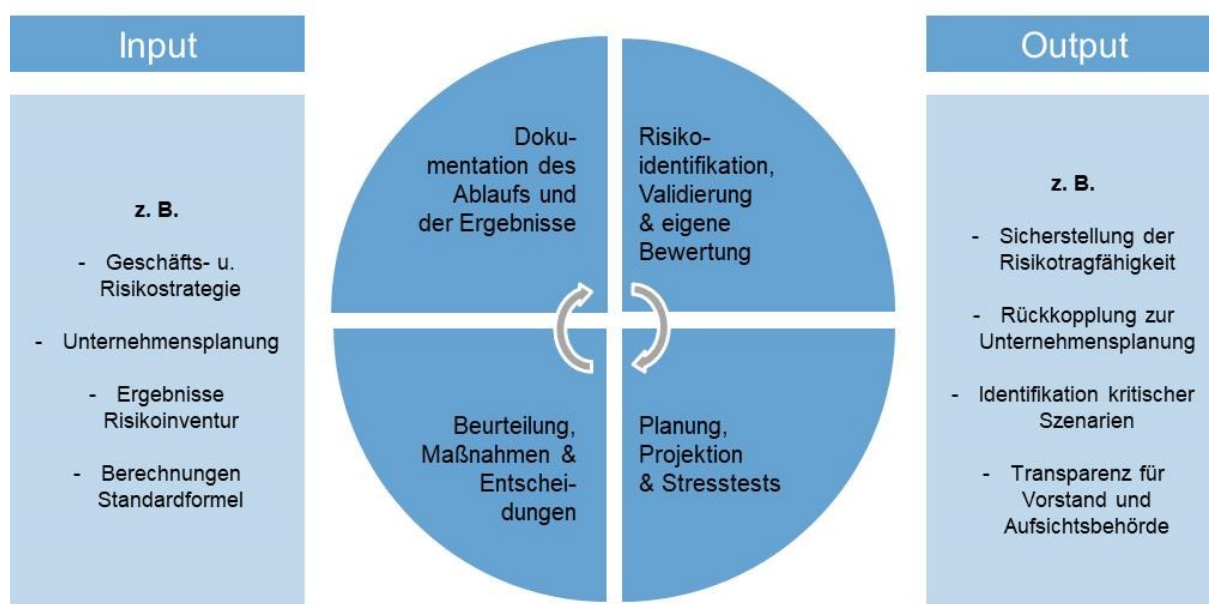 Input
z. B.
- Geschäfts- u.
Risikostrategie
- Unternehmensplanung
- Ergebnisse
Risikoinventur
- Berechnungen
Standardformel
Doku-
mentation des
Ablaufs und
der Ergebnisse
Risiko-
identifikation,
Validierung
& eigene
Bewertung
Beurteilung,
Maßnahmen &
Entschei-
dungen
Planung,
Projektion
& Stresstests
Output
z. B.
- Sicherstellung der
Risikotragfähigkeit
- Rückkopplung zur
Unternehmensplanung
- Identifikation kritischer
Szenarien
- Transparenz für
Vorstand und
Aufsichtsbehörde